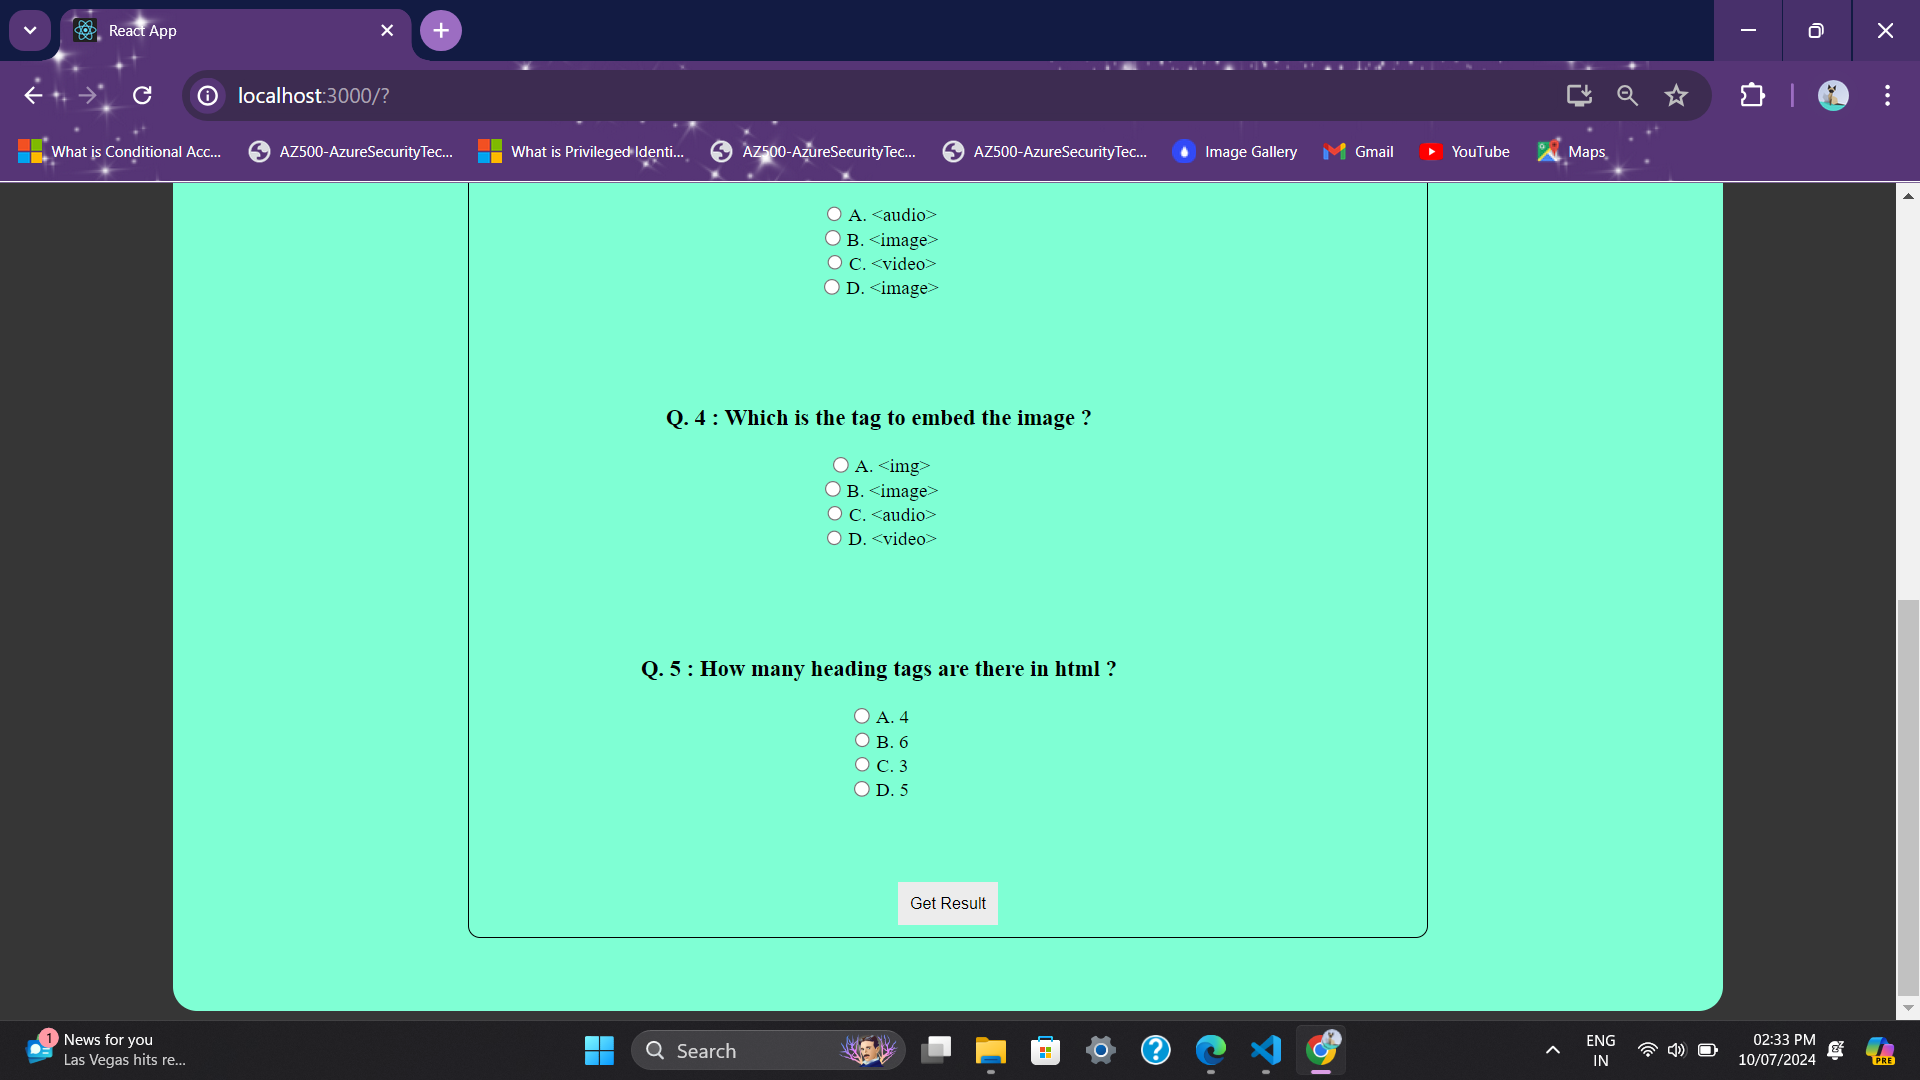 React App
localhost:3000/?
What is Conditional Acc...
AZ500-AzureSecurityTec...
What is Privileged Identi...
AZ500-AzureSecurityTec...
AZ500-AzureSecurityTec...
Image Gallery
Gmail
YouTube
Maps
A. <audio>
B. <image>
C. <video>
D. <image>
Q. 4 : Which is the tag to embed the image ?
A. <img>
B. <image>
C. <audio>
D. <video>
Q. 5 : How many heading tags are there in html ?
A. 4
B. 6
C. 3
D. 5
Get Result
1
News for you
Las Vegas hits re...
Search
ENG
IN
02:33 PM
10/07/2024
PRE